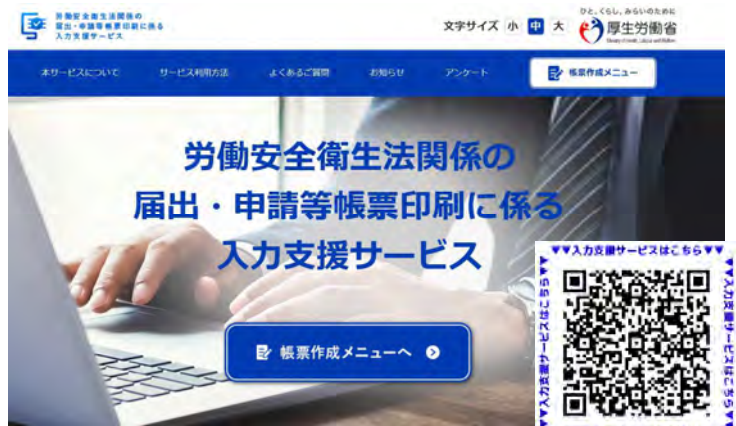 労働安全衛生法関係の
届出・申請等帳票印刷に係る
入力支援サービス
文字サイズ 小 中 大
ひと、くらし、みらいのために
厚生労働省
Ministry of Health, Labour and Welfare
本サービスについて
サービス利用方法
よくあるご質問
お知らせ
アンケート
帳票作成メニュー
労働安全衛生法関係の
届出・申請等帳票印刷に係る
入力支援サービス
帳票作成メニューへ
▼▼入力支援サービスはこちら▼▼
▼▼入力支援サービスはこちら▼▼
▼▼入力支援サービスはこちら▼▼